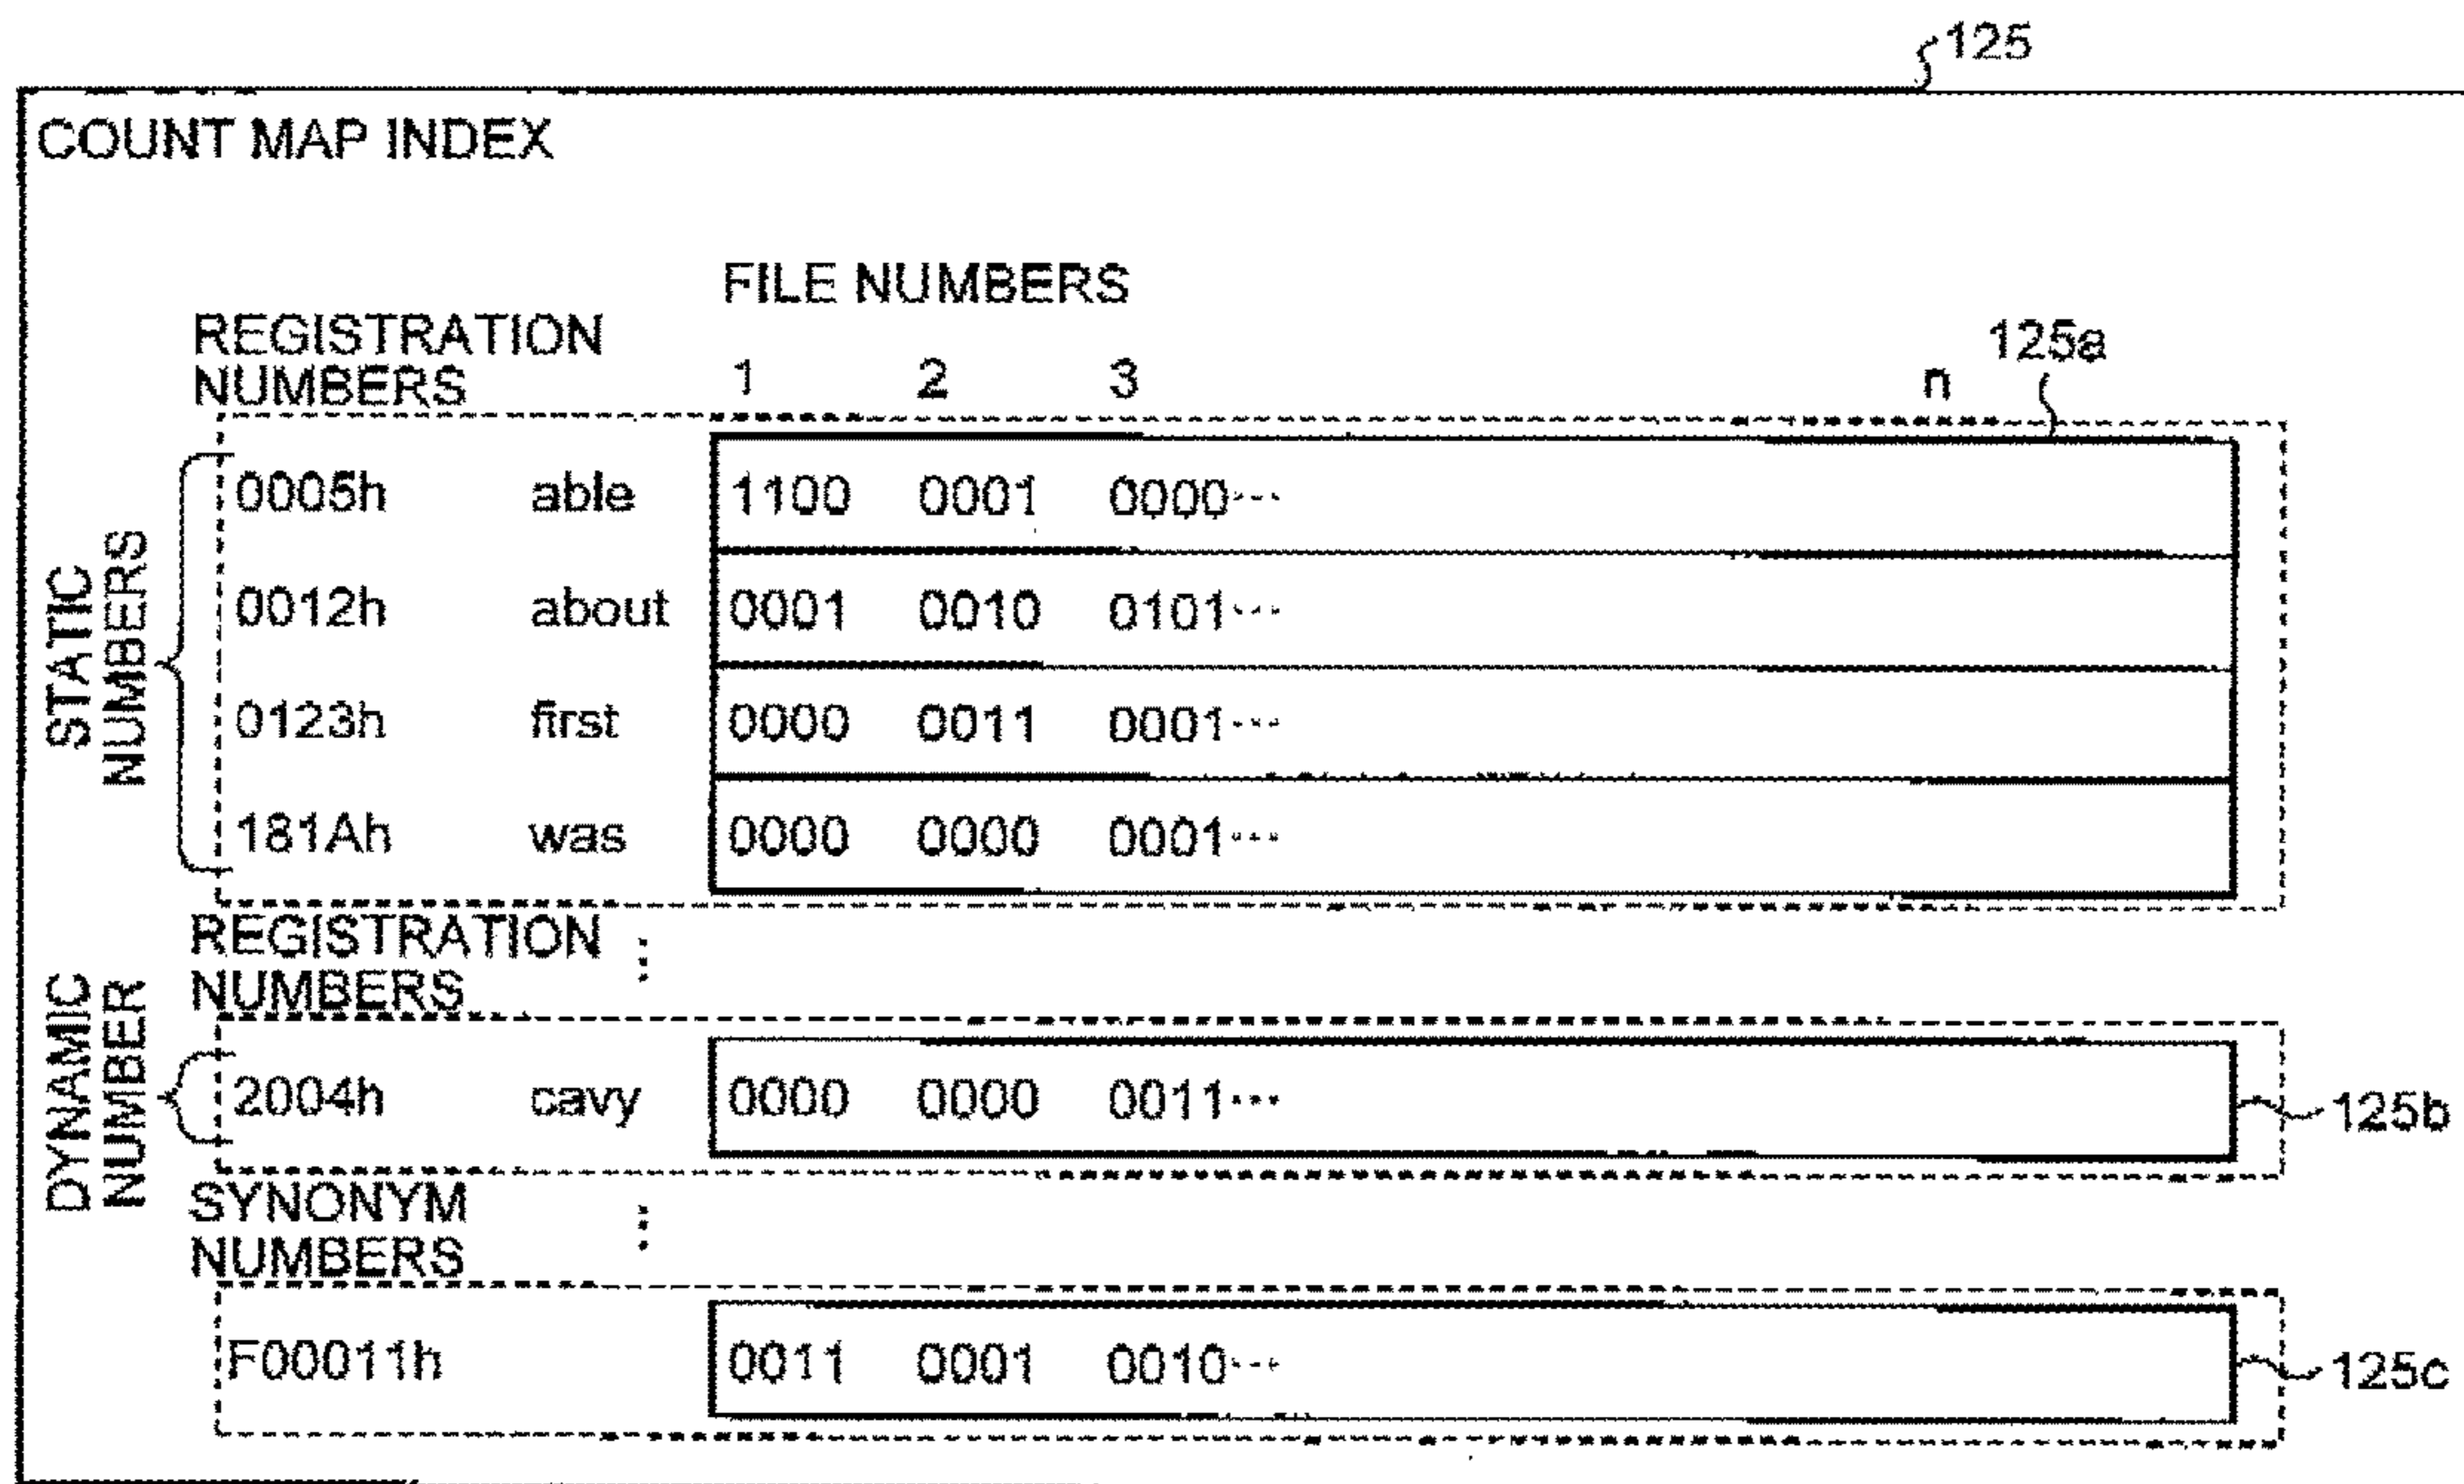 125
COUNT MAP INDEX
FILE NUMBERS
REGISTRATION
NUMBERS
1 2 3 n 125a
STATIC
NUMBERS
0005h able 1100 0001 0000...
0012h about 0001 0010 0101...
0123h first 0000 0011 0001...
181Ah was 0000 0000 0001...
REGISTRATION
NUMBERS
DYNAMIC
NUMBER
2004h cavy 0000 0000 0011... 125b
SYNONYM
NUMBERS
F00011h 0011 0001 0010... 125c